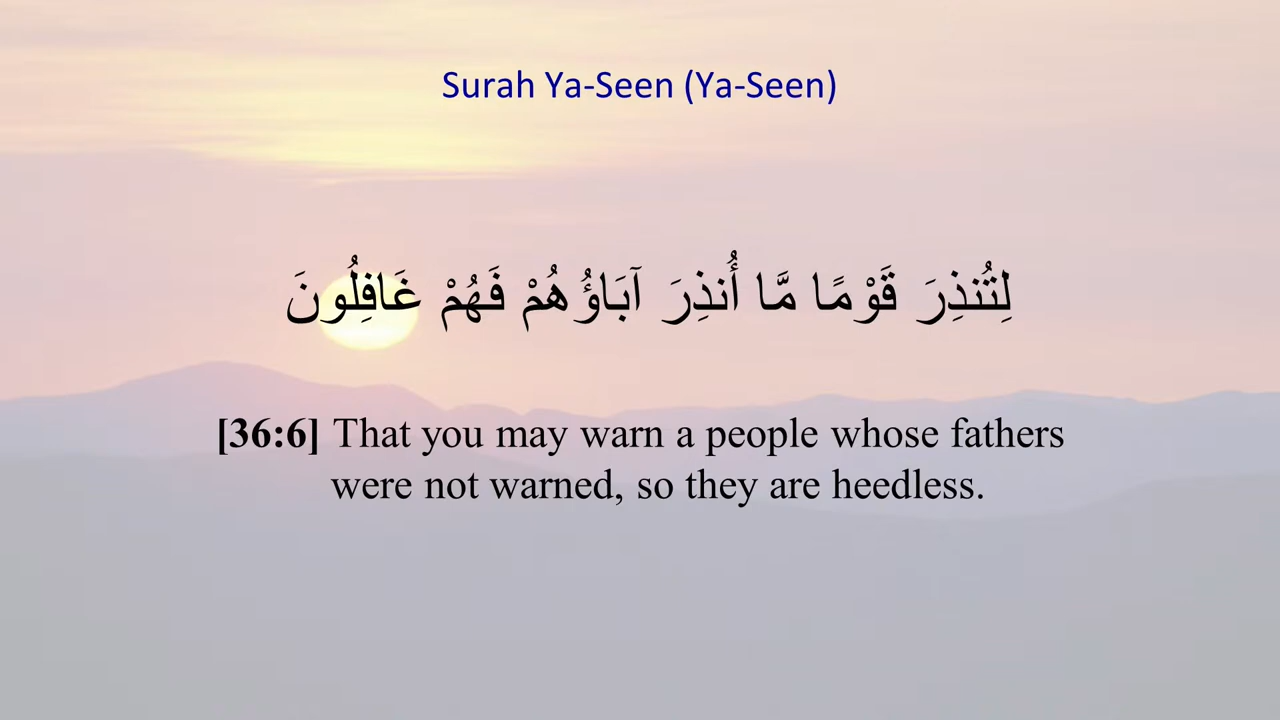 Surah Ya-Seen (Ya-Seen)
لِتُنذِرَ قَوْمًا مَّا أُنذِرَ آبَاؤُهُمْ فَهُمْ غَافِلُونَ
[36:6] That you may warn a people whose fathers
were not warned, so they are heedless.